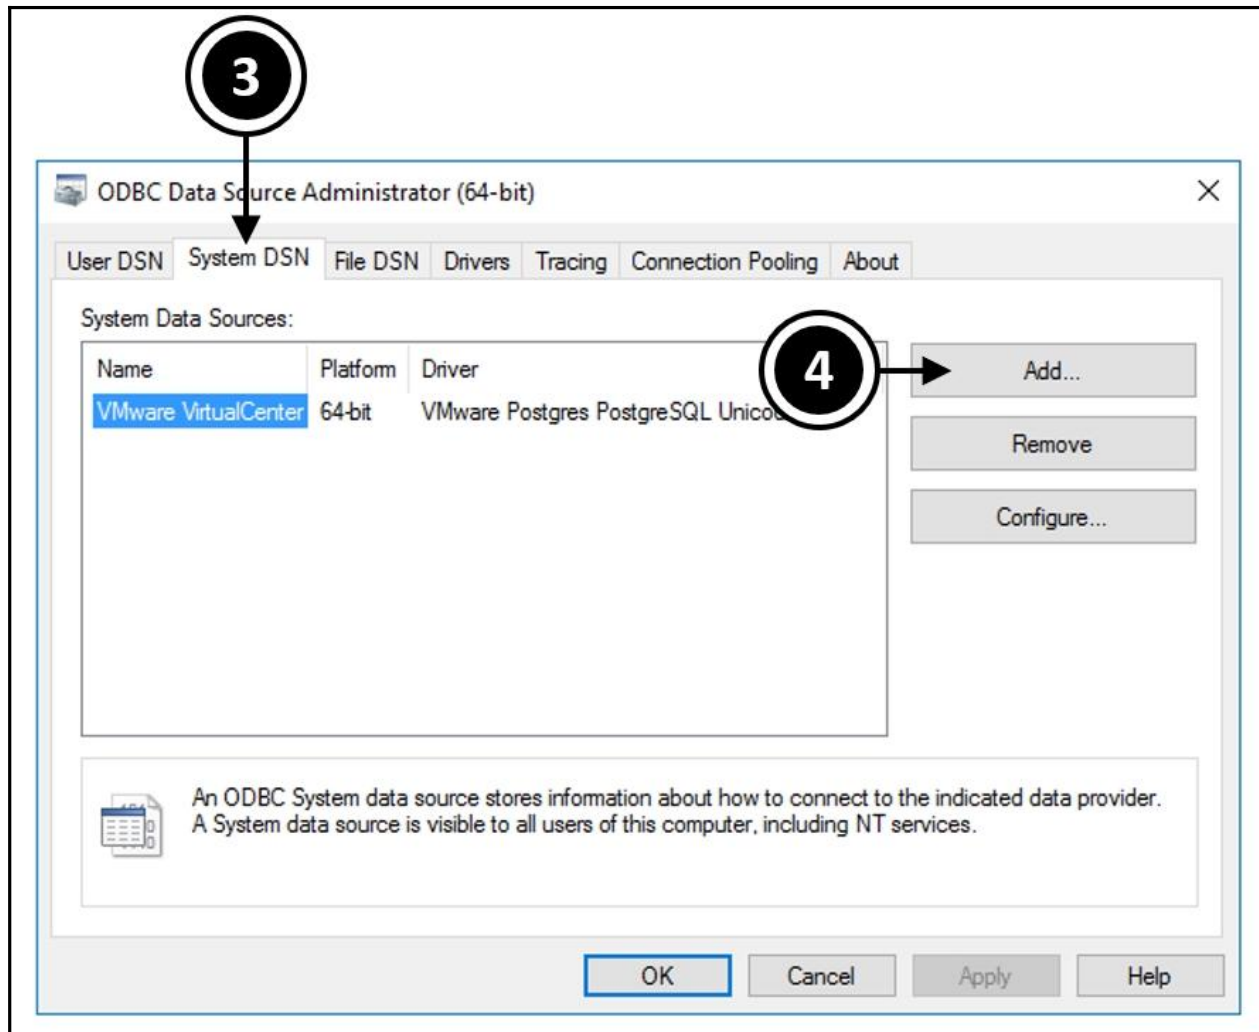 3
ODBC Data Source Administrator (64-bit)
User DSN System DSN File DSN Drivers Tracing Connection Pooling About
System Data Sources:
Name Platform Driver
VMware VirtualCenter 64-bit VMware Postgres PostgreSQL
4
Add...
Remove
Configure...
An ODBC System data source stores information about how to connect to the indicated data provider.
A System data source is visible to all users of this computer, including NT services.
OK Cancel Apply Help